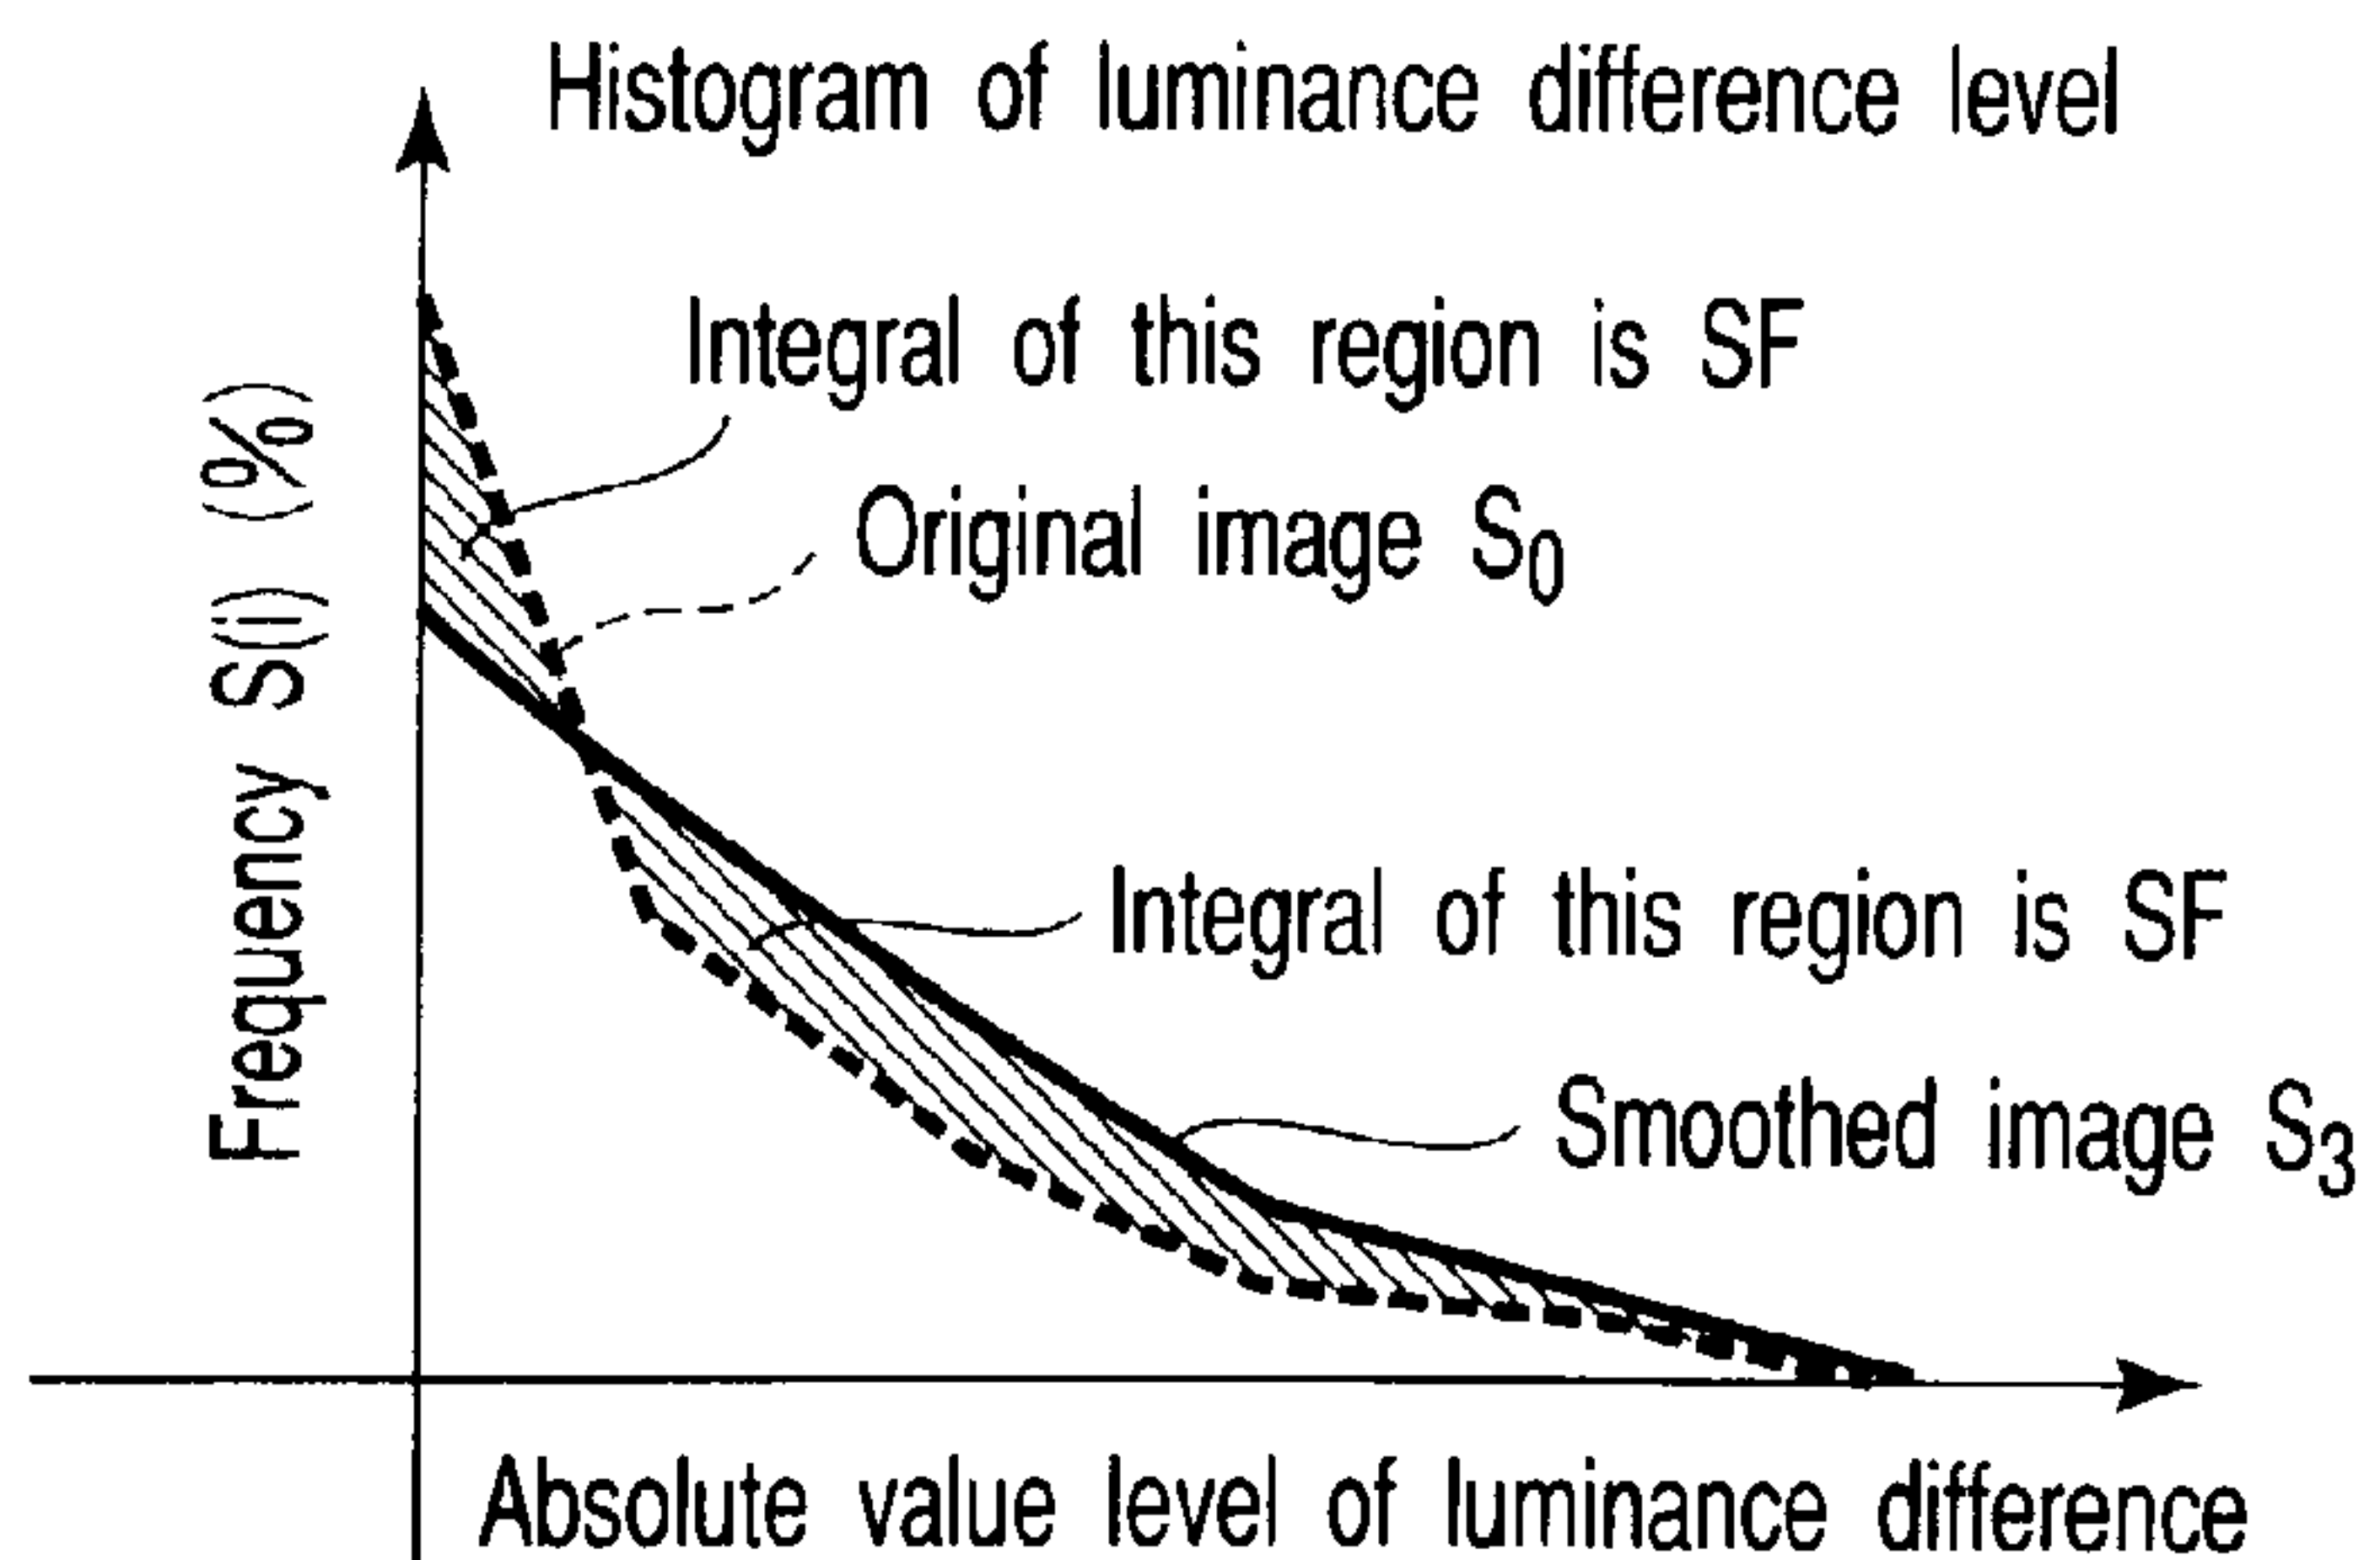 Histogram of luminance difference level
Integral of this region is SF
Original image S0
Frequency S(i) (%)
Integral of this region is SF
Smoothed image S3
Absolute value level of luminance difference